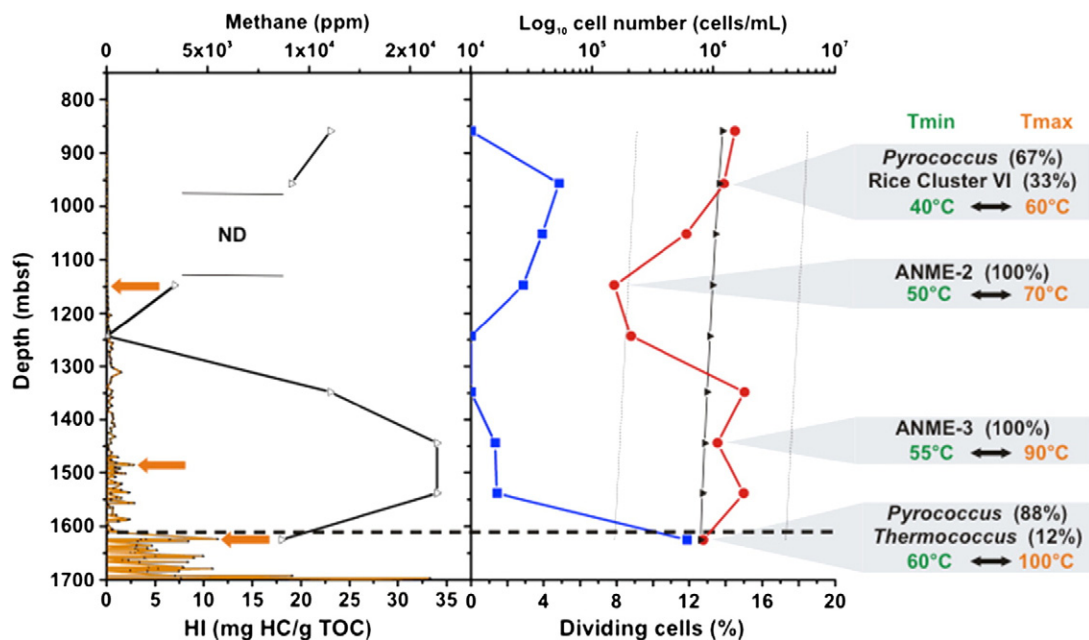 Methane (ppm)
Log₁₀ cell number (cells/mL)
0 5x10³ 1x10⁴ 2x10⁴ 10⁴ 10⁵ 10⁶ 10⁷
Depth (mbsf)
800
900
1000
1100
1200
1300
1400
1500
1600
1700
ND
Tmin Tmax
Pyrococcus (67%)
Rice Cluster VI (33%)
40°C 60°C
ANME-2 (100%)
50°C 70°C
ANME-3 (100%)
55°C 90°C
Pyrococcus (88%)
Thermococcus (12%)
60°C 100°C
0 5 10 15 20 25 30 35 0 4 8 12 16 20
HI (mg HC/g TOC)
Dividing cells (%)